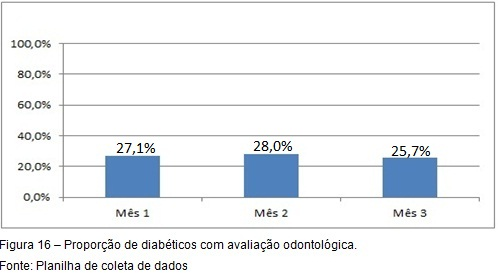 100,0%
80,0%
60,0%
40,0%
20,0%
0,0%
27,1%
28,0%
25,7%
Mês 1
Mês 2
Mês 3
Figura 16 – Proporção de diabéticos com avaliação odontológica.
Fonte: Planilha de coleta de dados